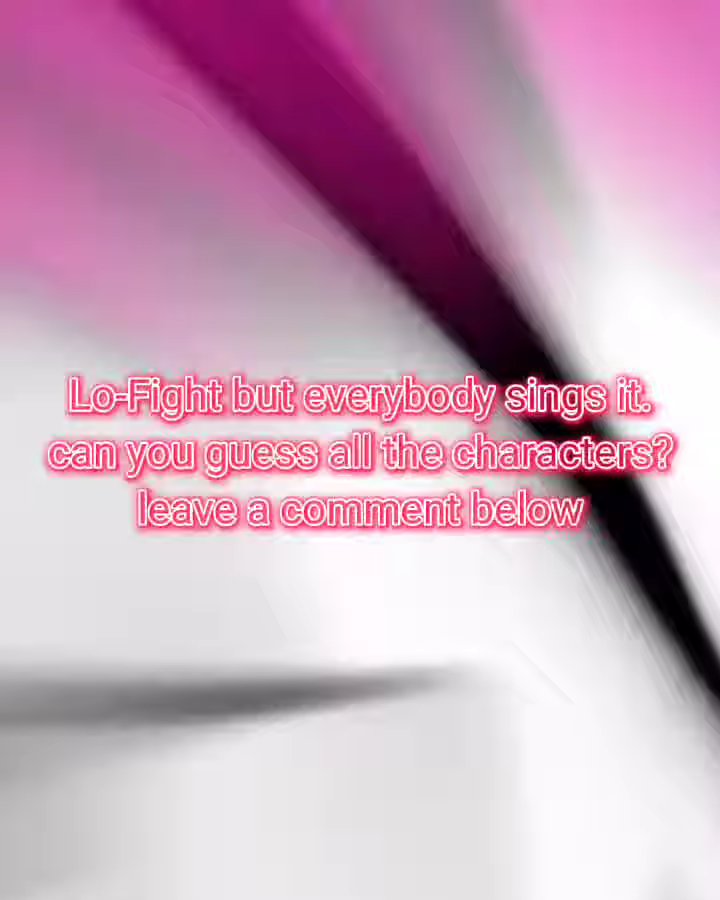 Lo-Fight but everybody sings it.
can you guess all the characters?
leave a comment below